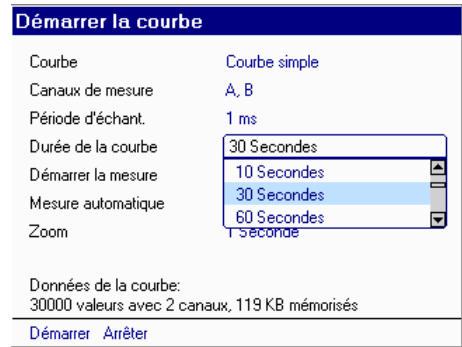 Démarrer la courbe
Courbe Courbe simple
Canaux de mesure A, B
Période d'échant. 1 ms
Durée de la courbe 30 Secondes
10 Secondes
Démarrer la mesure
30 Secondes
Mesure automatique
60 Secondes
Zoom 1 Seconde
Données de la courbe:
30000 valeurs avec 2 canaux, 119 KB mémorisés
Démarrer Arrêter